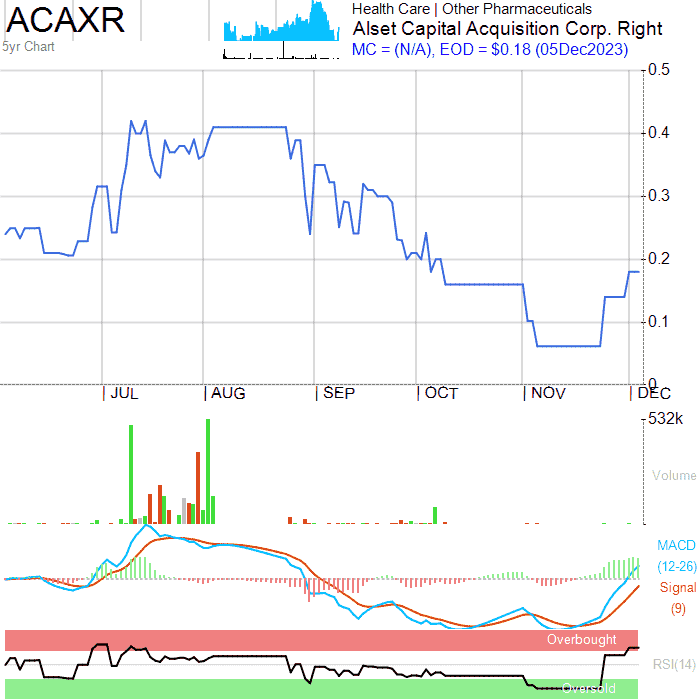 ACAXR
5yr Chart
Health Care | Other Pharmaceuticals
Alset Capital Acquisition Corp. Right
MC = (N/A), EOD = $0.18 (05Dec2023)
0.5
0.4
0.3
0.2
0.1
0
JUL
AUG
SEP
OCT
NOV
DEC
532k
Volume
MACD
(12-26)
Signal
(9)
Overbought
RSI(14)
Oversold